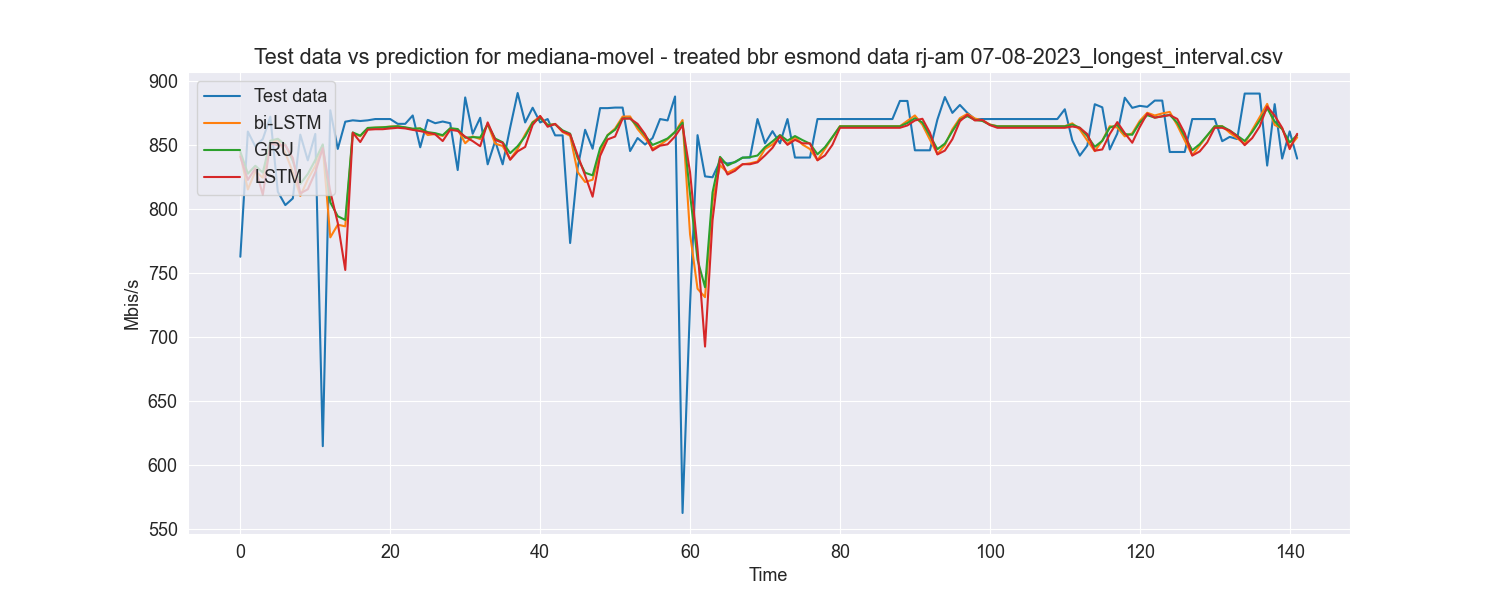 Test data vs prediction for mediana-movel - treated bbr esmond data rj-am 07-08-2023_longest_interval.csv
900
850
800
750
700
650
600
550
Mbis/s
Test data
bi-LSTM
GRU
LSTM
0 20 40 60 80 100 120 140
Time